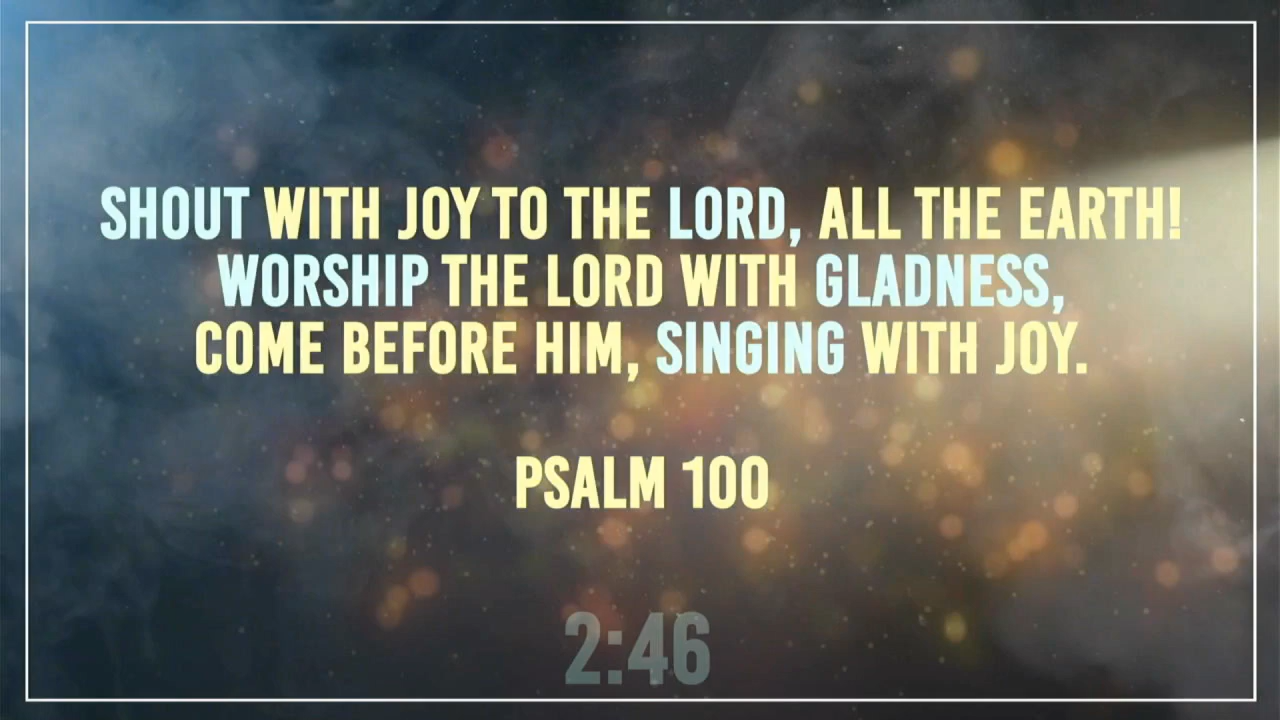 SHOUT WITH JOY TO THE LORD, ALL THE EARTH!
WORSHIP THE LORD WITH GLADNESS,
COME BEFORE HIM, SINGING WITH JOY.
PSALM 100
2:46